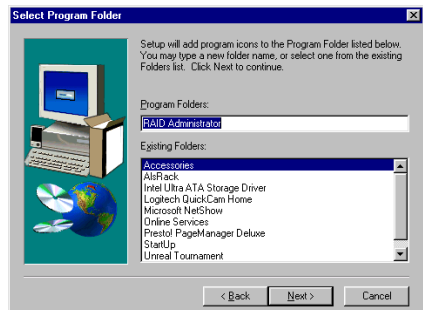 Select Program Folder
Setup will add program icons to the Program Folder listed below.
You may type a new folder name, or select one from the existing
Folders list. Click Next to continue.
Program Folders:
RAID Administrator
Existing Folders:
Accessories
AlsRack
Intel Ultra ATA Storage Driver
Logitech QuickCam Home
Microsoft NetShow
Online Services
Presto! PageManager Deluxe
StartUp
Unreal Tournament
< Back
Next >
Cancel